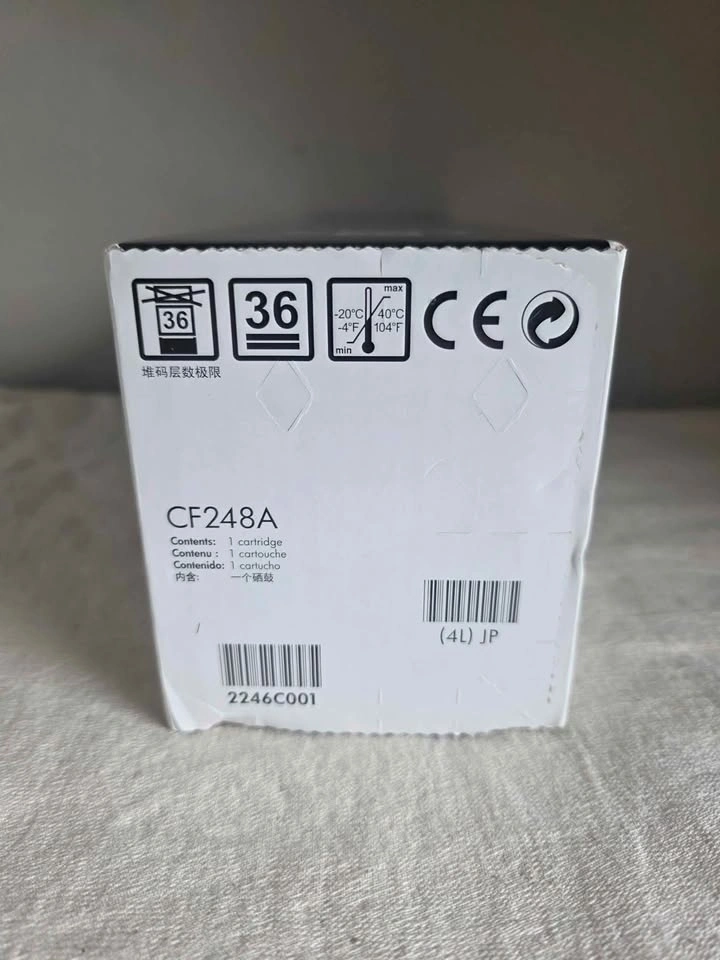 36
36
max
-20°C 40°C
-4°F 104°F
min
CE
堆码层数极限
CF248A
Contents: 1 cartridge
Contenu : 1 cartouche
Contenido: 1 cartucho
内含: 一个硒鼓
(4L) JP
2246C001